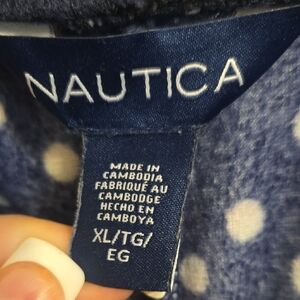 NAUTICA
MADE IN
CAMBODIA
FABRIQUÉ AU
CAMBODGE
HECHO EN
CAMBOYA
XL/TG/
EG